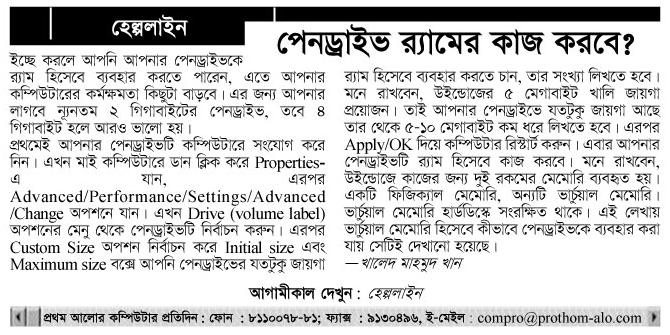 হেল্পলাইন
পেনড্রাইভ র‍্যামের কাজ করবে?
ইচ্ছে করলে আপনি আপনার পেনড্রাইভকে
র‍্যাম হিসেবে ব্যবহার করতে পারেন, এতে আপনার
কম্পিউটারের কর্মক্ষমতা কিছুটা বাড়বে। এর জন্য আপনার
লাগবে ন্যূনতম ২ গিগাবাইটের পেনড্রাইভ, তবে ৪
গিগাবাইট হলে আরও ভালো হয়।
প্রথমেই আপনার পেনড্রাইভটি কম্পিউটারে সংযোগ করে
নিন। এখন মাই কম্পিউটারে ডান ক্লিক করে Properties-
এ যান, এরপর
Advanced/Performance/Settings/Advanced
/Change অপশনে যান। এখন Drive (volume label)
অপশনের মেনু থেকে পেনড্রাইভটি নির্বাচন করুন। এরপর
Custom Size অপশন নির্বাচন করে Initial size এবং
Maximum size বক্সে আপনি পেনড্রাইভের যতটুকু জায়গা
র‍্যাম হিসেবে ব্যবহার করতে চান, তার সংখ্যা লিখতে হবে।
মনে রাখবেন, উইন্ডোজের ৫ মেগাবাইট খালি জায়গা
প্রয়োজন। তাই আপনার পেনড্রাইভে যতটুকু জায়গা আছে
তার থেকে ৫-১০ মেগাবাইট কম ধরে লিখতে হবে। এরপর
Apply/OK দিয়ে কম্পিউটার রিস্টার্ট করুন। এবার আপনার
পেনড্রাইভটি র‍্যাম হিসেবে কাজ করবে। মনে রাখবেন,
উইন্ডোজে কাজের জন্য দুই রকমের মেমোরি ব্যবহৃত হয়।
একটি ফিজিক্যাল মেমোরি, অন্যটি ভার্চুয়াল মেমোরি।
ভার্চুয়াল মেমোরি হার্ডডিস্কে সংরক্ষিত থাকে। এই লেখায়
ভার্চুয়াল মেমোরি হিসেবে কীভাবে পেনড্রাইভকে ব্যবহার করা
যায় সেটিই দেখানো হয়েছে।
—খালেদ মাহমুদ খান
আগামীকাল দেখুন : হেল্পলাইন
প্রথম আলোর কম্পিউটার প্রতিদিন : ফোন : ৮১১০০৭৮-৮১; ফ্যাক্স : ৯১৩০৪৯৬, ই-মেইল : compro@prothom-alo.com